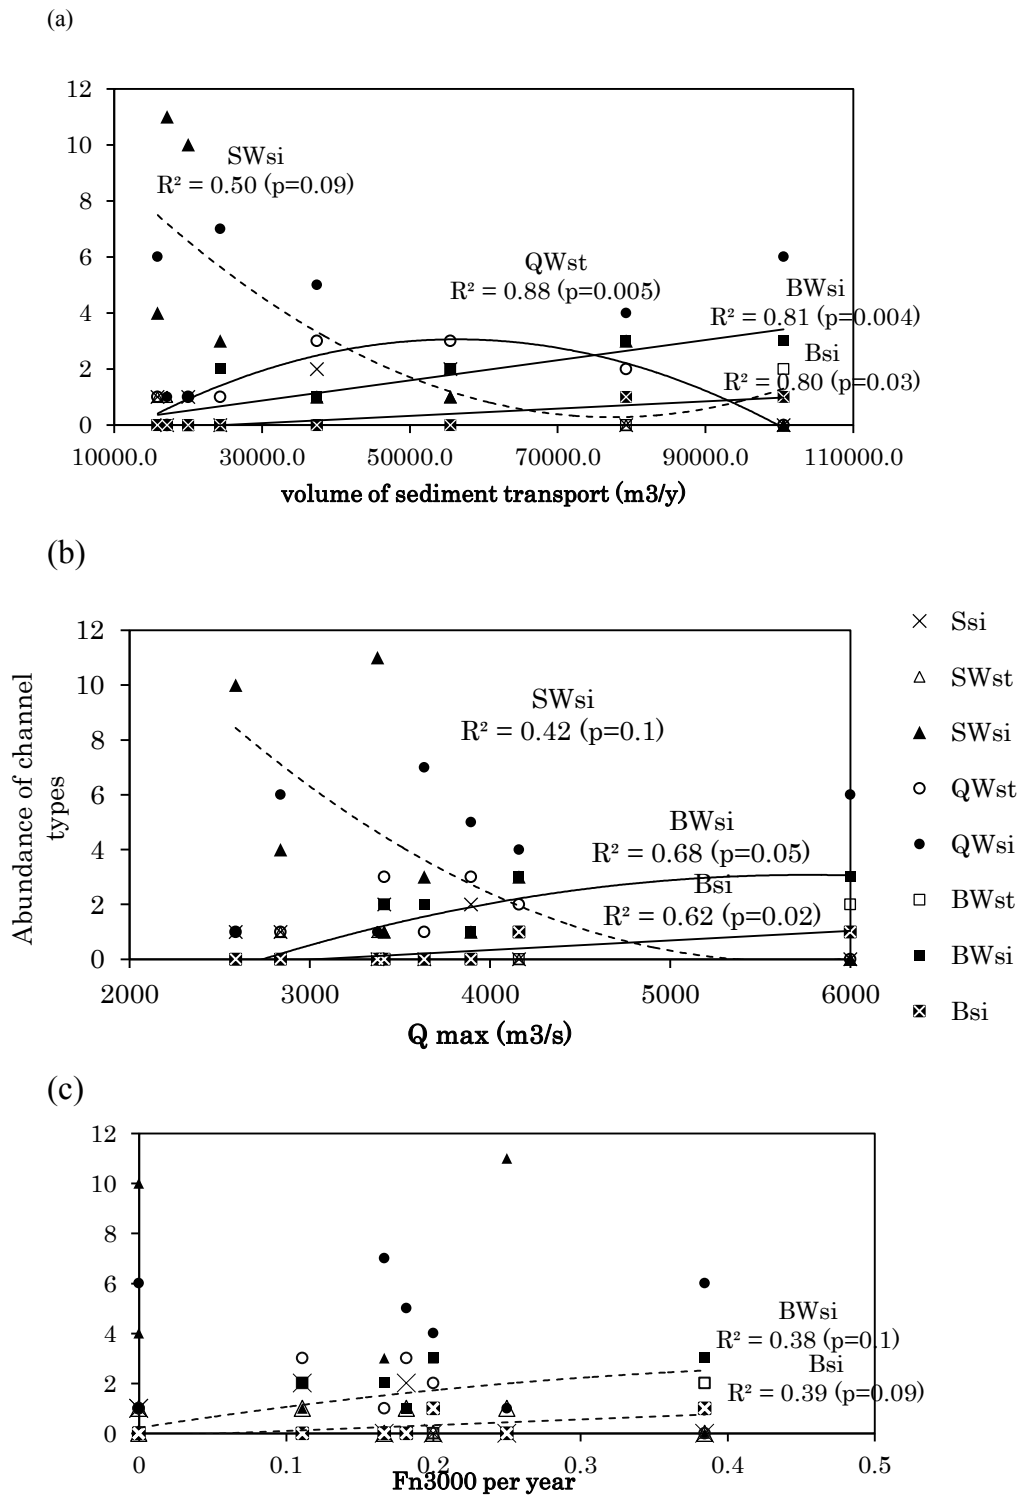 (a)
12
10
8
6
4
2
0
SWsi
R² = 0.50 (p=0.09)
QWst
R² = 0.88 (p=0.005)
BWsi
R² = 0.81 (p=0.004)
Bsi
R² = 0.80 (p=0.03)
10000.0 30000.0 50000.0 70000.0 90000.0 110000.0
volume of sediment transport (m3/y)
(b)
Abundance of channel
types
12
10
8
6
4
2
0
SWsi
R² = 0.42 (p=0.1)
BWsi
R² = 0.68 (p=0.05)
Bsi
R² = 0.62 (p=0.02)
2000 3000 4000 5000 6000
Q max (m3/s)
Ssi
SWst
SWsi
QWst
QWsi
BWst
BWsi
Bsi
(c)
12
10
8
6
4
2
0
BWsi
R² = 0.38 (p=0.1)
Bsi
R² = 0.39 (p=0.09)
0 0.1 0.2 0.3 0.4 0.5
Fn3000 per year